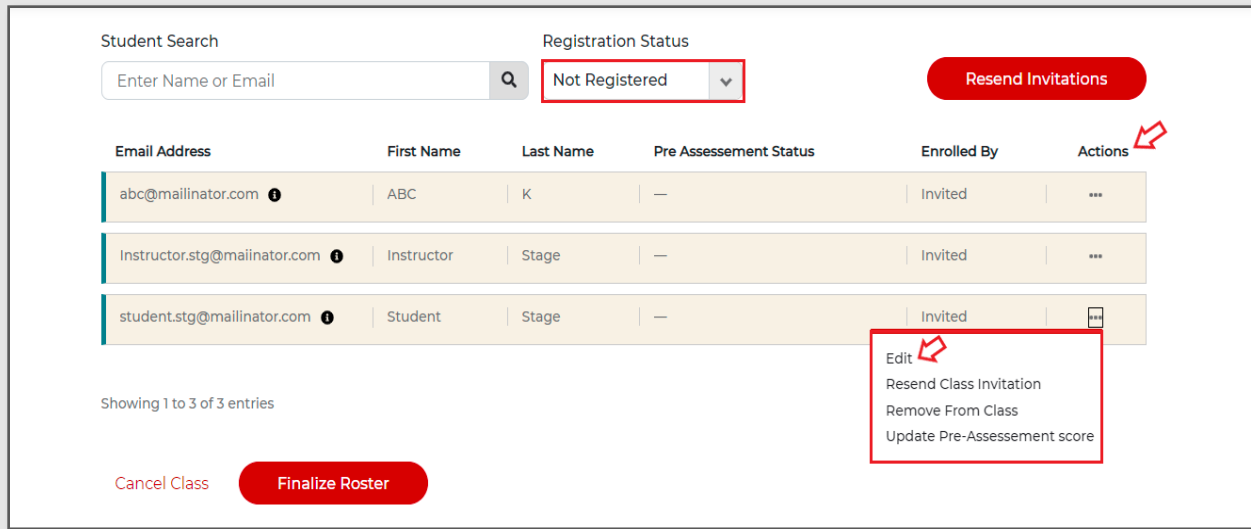 Student Search Registration Status
Enter Name or Email Not Registered Resend Invitations
Email Address First Name Last Name Pre Assessement Status Enrolled By Actions
abc@mailinator.com ABC K — Invited
Instructor.stg@maiinator.com Instructor Stage — Invited
student.stg@mailinator.com Student Stage — Invited
Edit
Resend Class Invitation
Remove From Class
Update Pre-Assessement score
Showing 1 to 3 of 3 entries
Cancel Class Finalize Roster